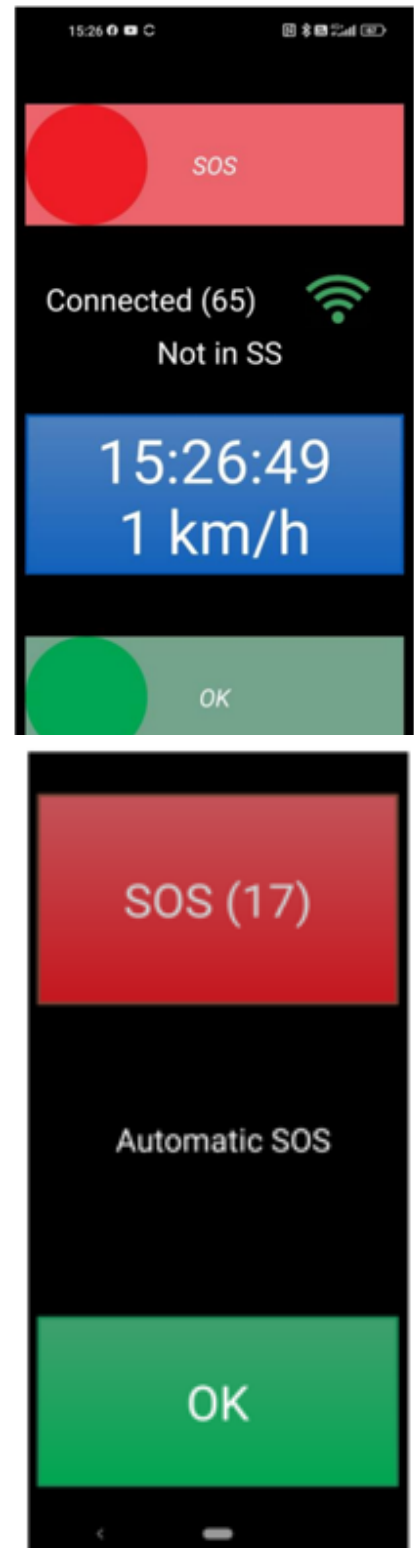 15:26
SOS
Connected (65)
Not in SS
15:26:49
1 km/h
OK
SOS (17)
Automatic SOS
OK